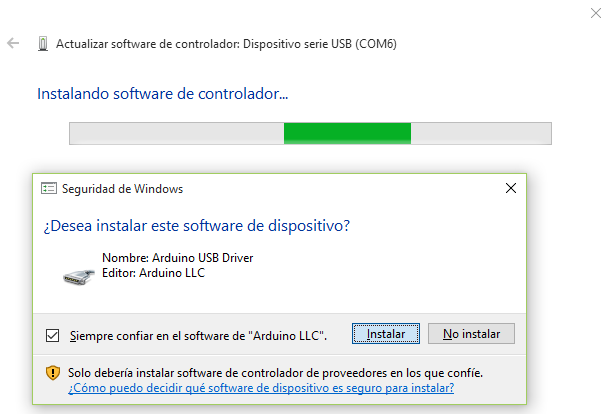 Actualizar software de controlador: Dispositivo serie USB (COM6)
Instalando software de controlador...
Seguridad de Windows
¿Desea instalar este software de dispositivo?
Nombre: Arduino USB Driver
Editor: Arduino LLC
Siempre confiar en el software de "Arduino LLC".
Instalar
No instalar
Solo debería instalar software de controlador de proveedores en los que confíe.
¿Cómo puedo decidir qué software de dispositivo es seguro para instalar?